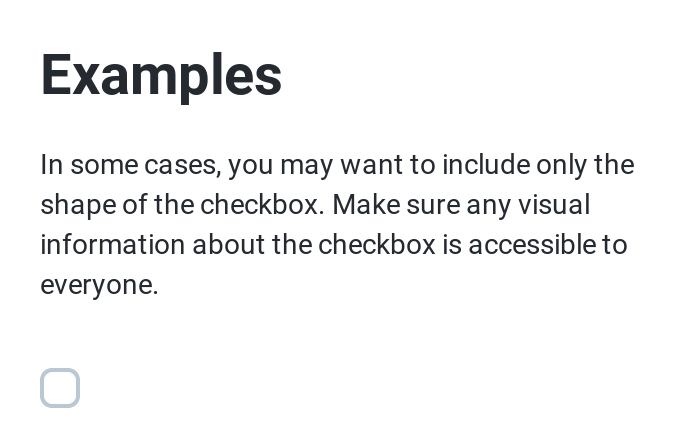 Examples
In some cases, you may want to include only the
shape of the checkbox. Make sure any visual
information about the checkbox is accessible to
everyone.